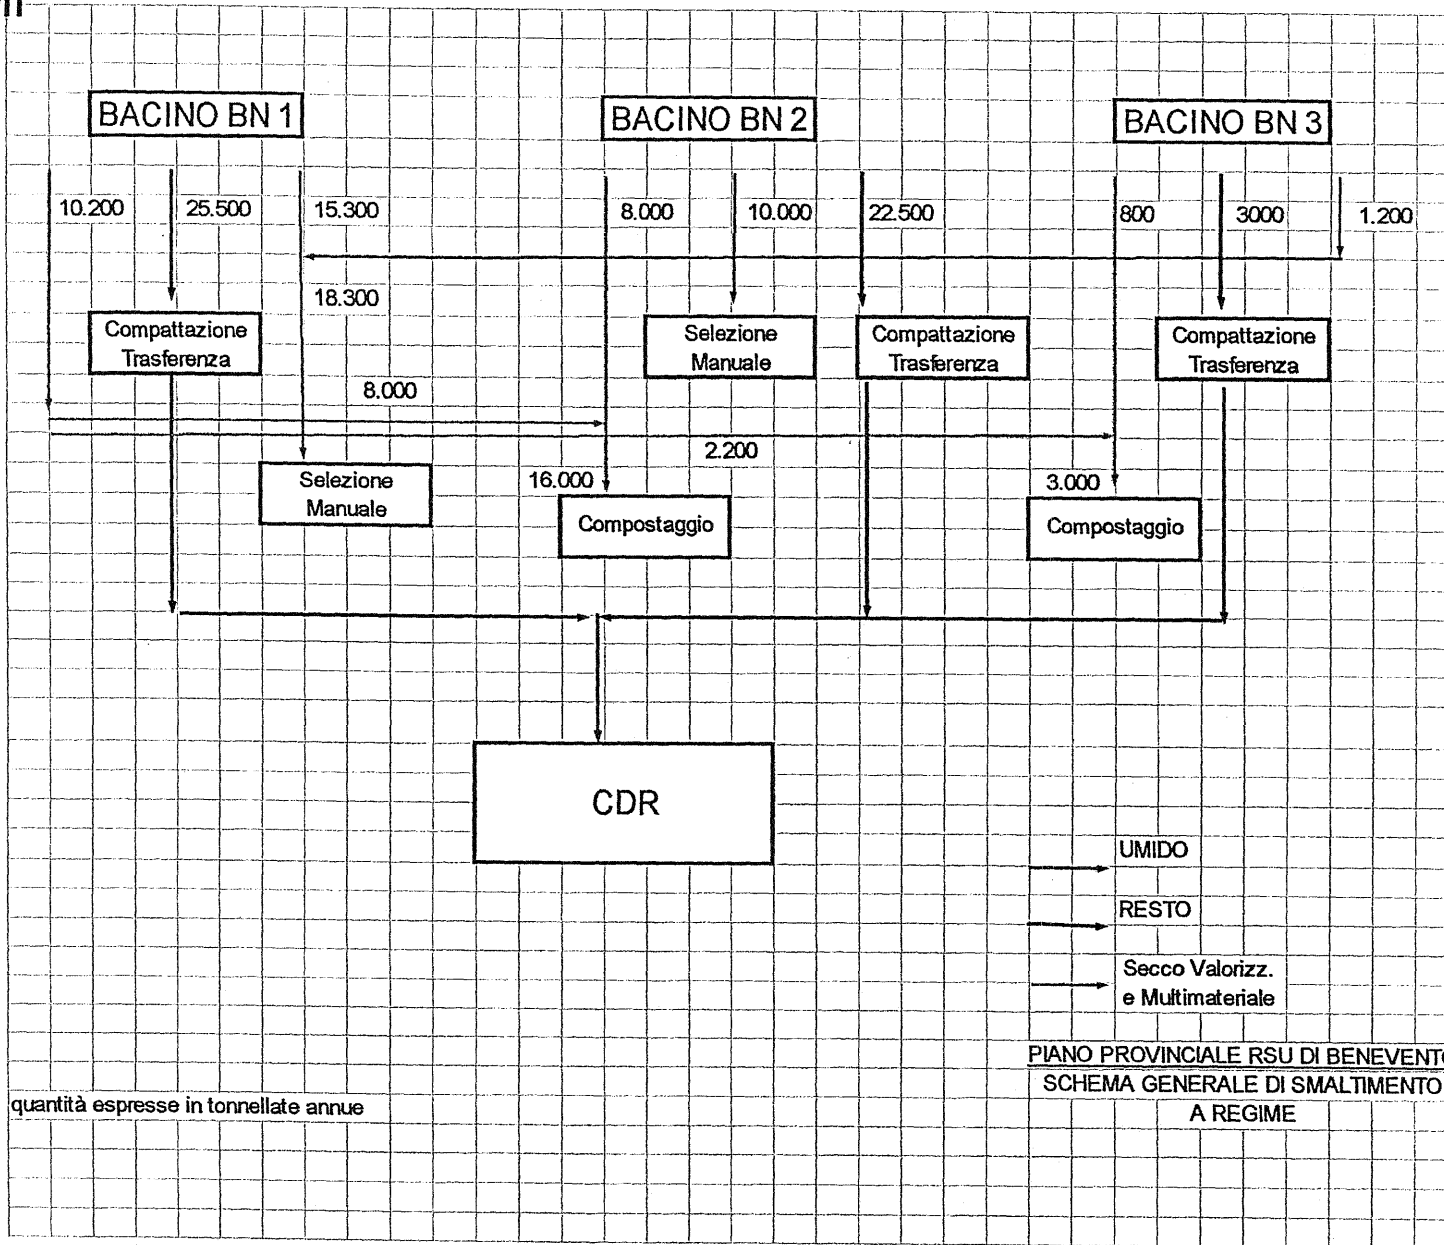 BACINO BN 1
BACINO BN 2
BACINO BN 3
10.200
25.500
15.300
8.000
10.000
22.500
800
3000
1.200
18.300
Compattazione
Trasferenza
Selezione
Manuale
Compattazione
Trasferenza
Compattazione
Trasferenza
8.000
2.200
Selezione
Manuale
16.000
Compostaggio
3.000
Compostaggio
CDR
UMIDO
RESTO
Secco Valorizz.
e Multimateriale
PIANO PROVINCIALE RSU DI BENEVENTO
SCHEMA GENERALE DI SMALTIMENTO
A REGIME
quantità espresse in tonnellate annue